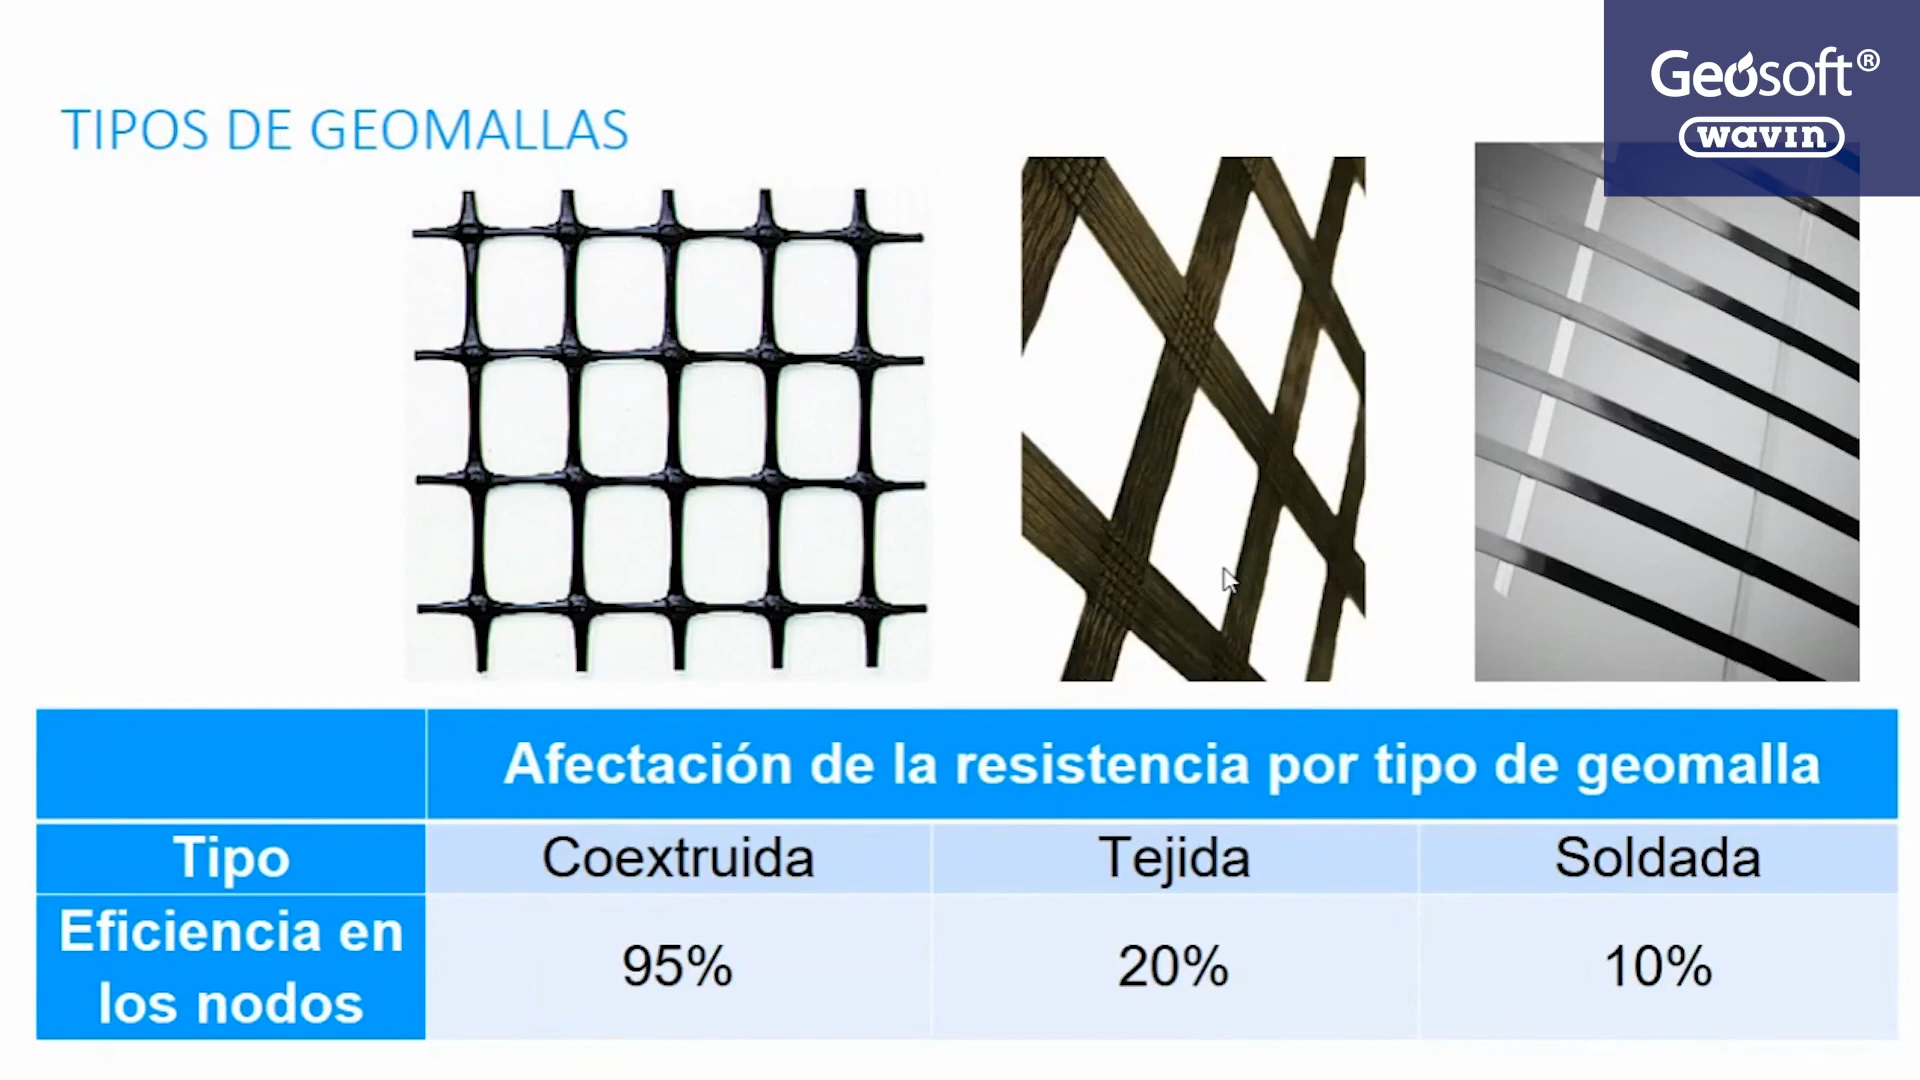 Geosoft®
wavin
TIPOS DE GEOMALLAS
Afectación de la resistencia por tipo de geomalla
Tipo Coextruida Tejida Soldada
Eficiencia en
los nodos 95% 20% 10%